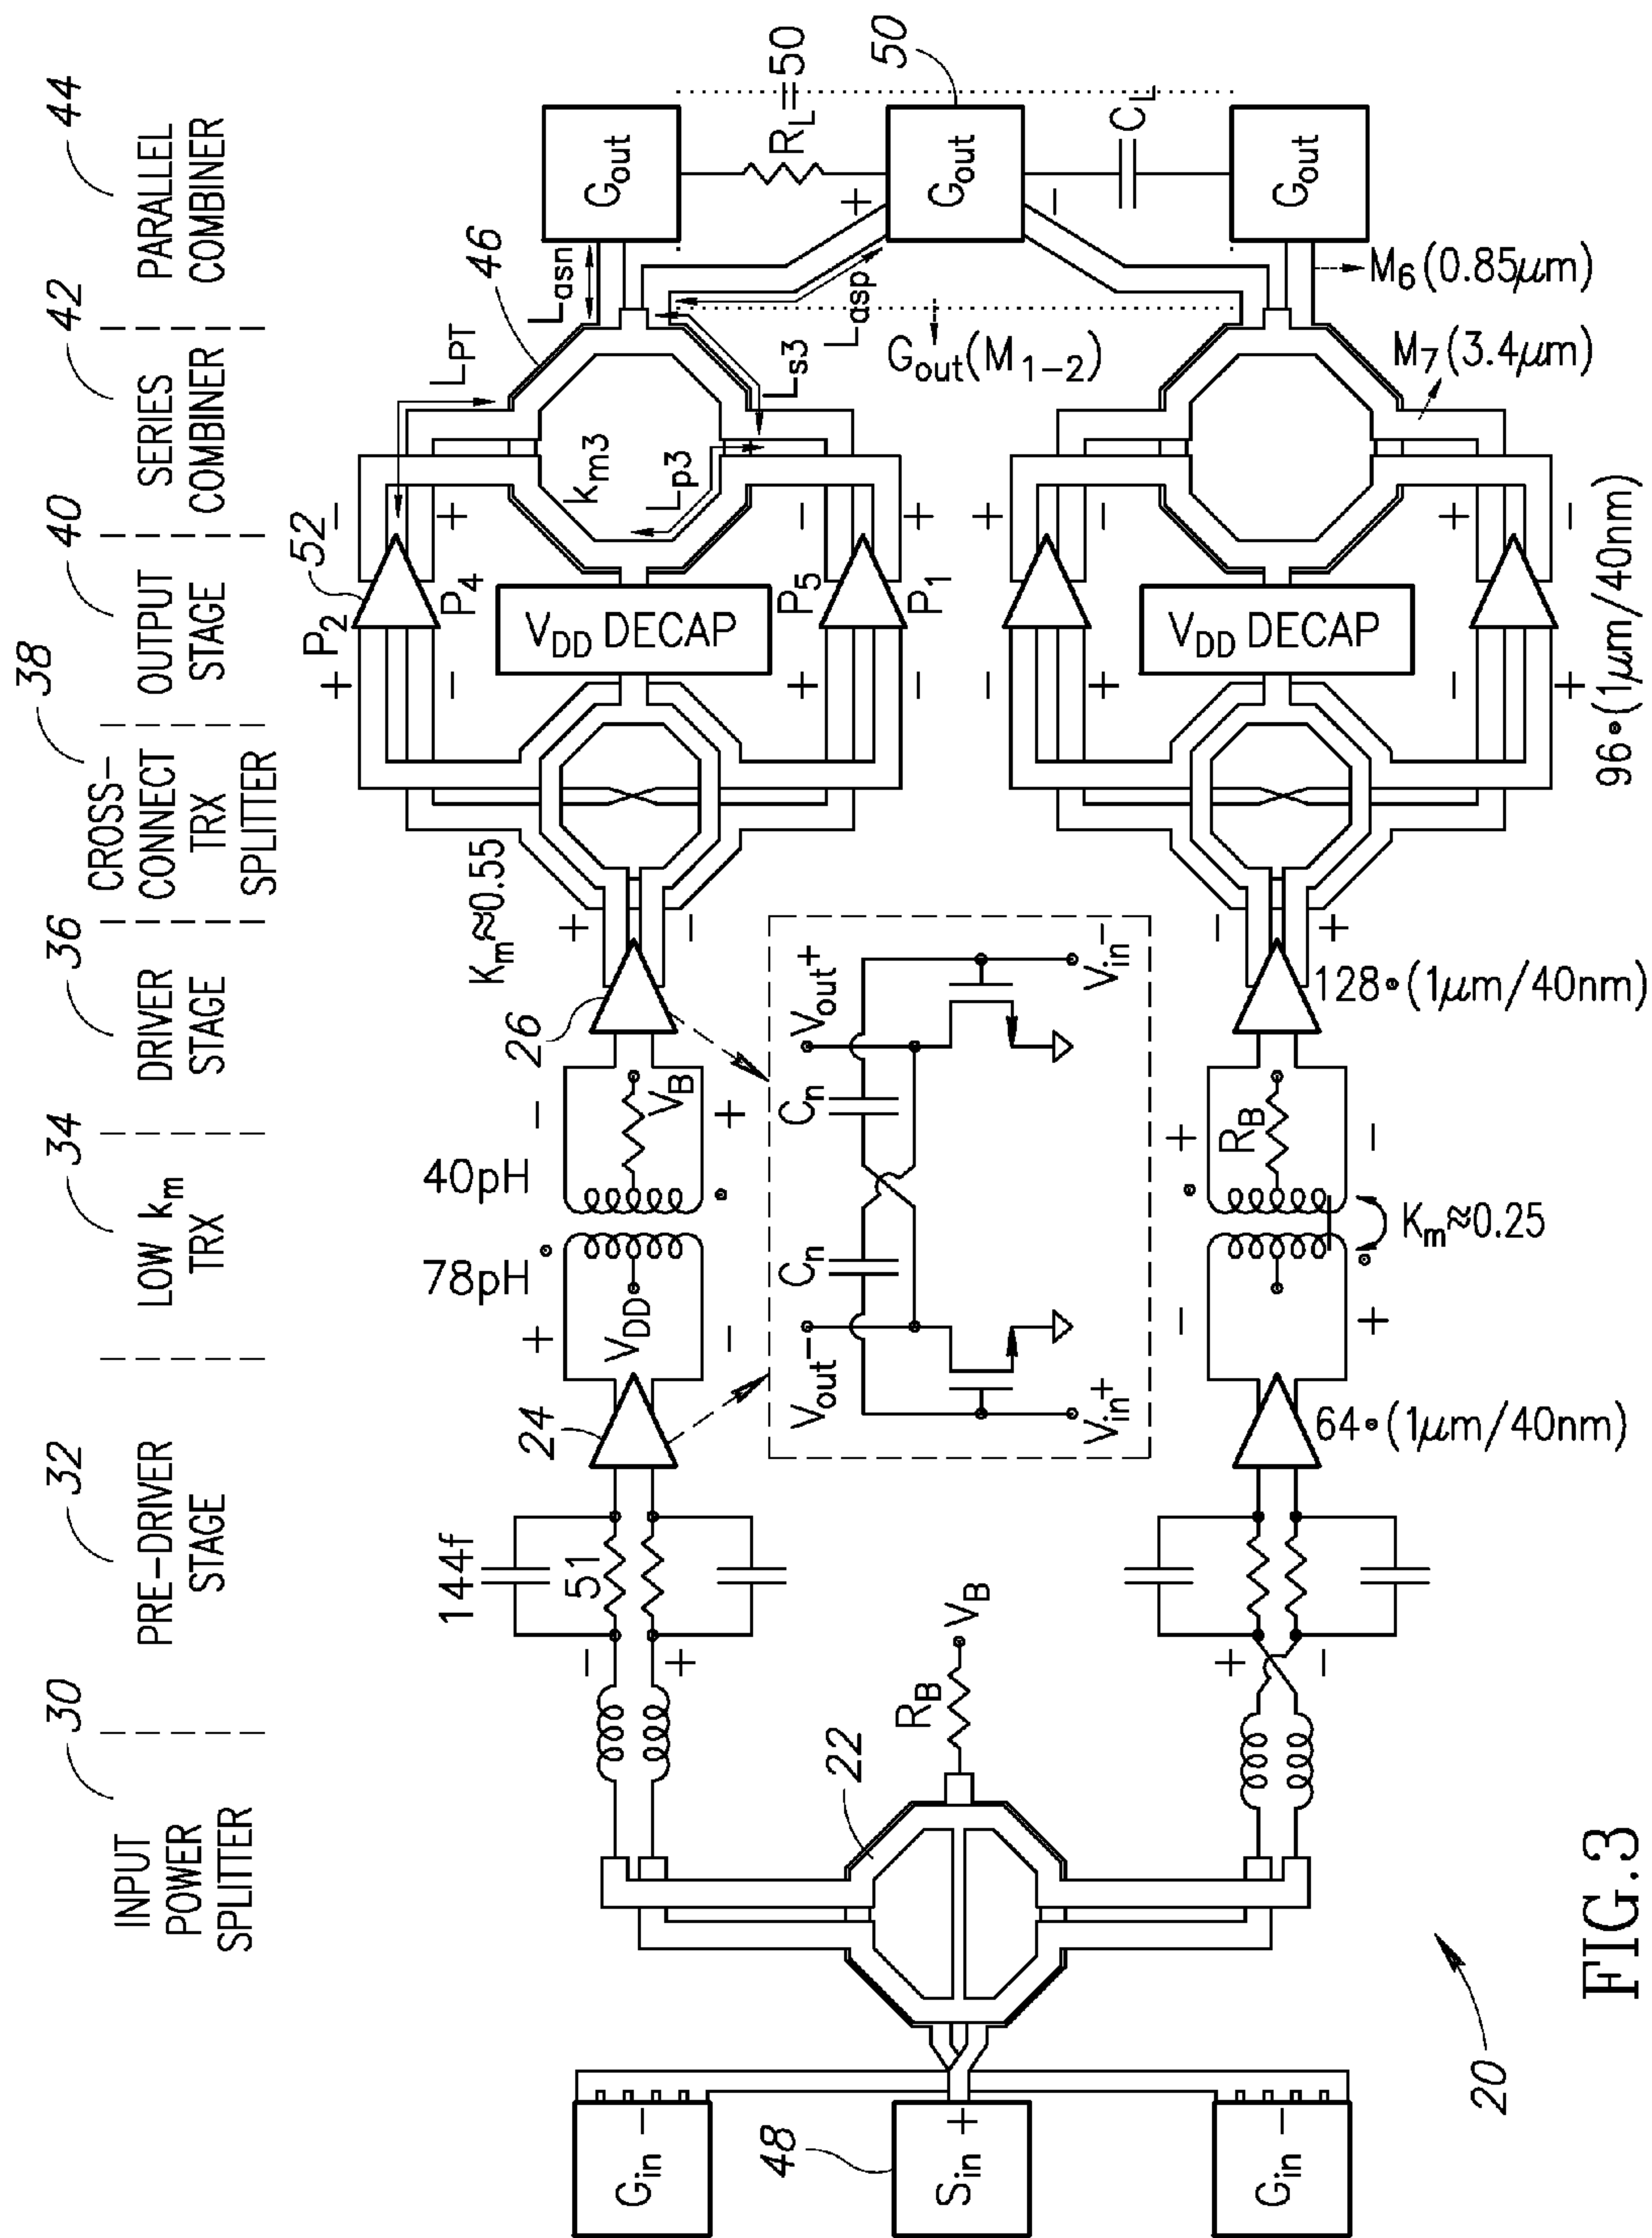 30
32
34
36
38
40
42
44
INPUT
POWER
SPLITTER
PRE-DRIVER
STAGE
LOW km
TRX
DRIVER
STAGE
CROSS-
CONNECT
TRX
SPLITTER
OUTPUT
STAGE
SERIES
COMBINER
PARALLEL
COMBINER
Gin −
48
Sin +
Gin −
22
RB
VB
144f
51
−
+
+
−
24
64•(1μm/40nm)
+
VDD
−
78pH
40pH
−
VB
+
−
+
+
RB
−
Km≈0.25
26
128•(1μm/40nm)
Vout−
Vin+
Cn
Cn
Vout+
Vin−
Km≈0.55
+
−
−
+
P2
P4
P5
P1
52
+
−
+
−
−
+
−
+
VDD DECAP
−
+
−
+
VDD DECAP
+
−
+
−
96•(1μm/40nm)
km3
Lp3
Ls3
LPT
46
Lasn
Lasp
Gout(M1−2)
M7(3.4μm)
M6(0.85μm)
Gout
RL=50
+
Gout
50
−
CL
Gout
20
FIG.3